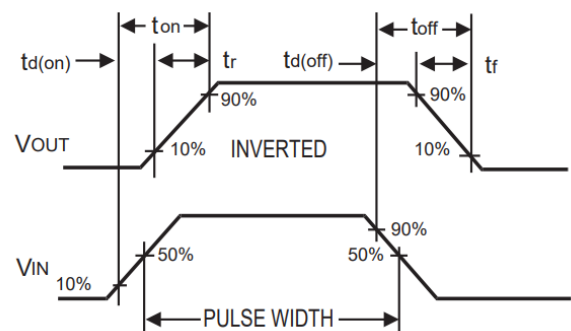 ton toff
td(on) tr td(off) tf
90% 90%
VOUT 10% INVERTED 10%
90%
VIN 50% 50%
10%
PULSE WIDTH